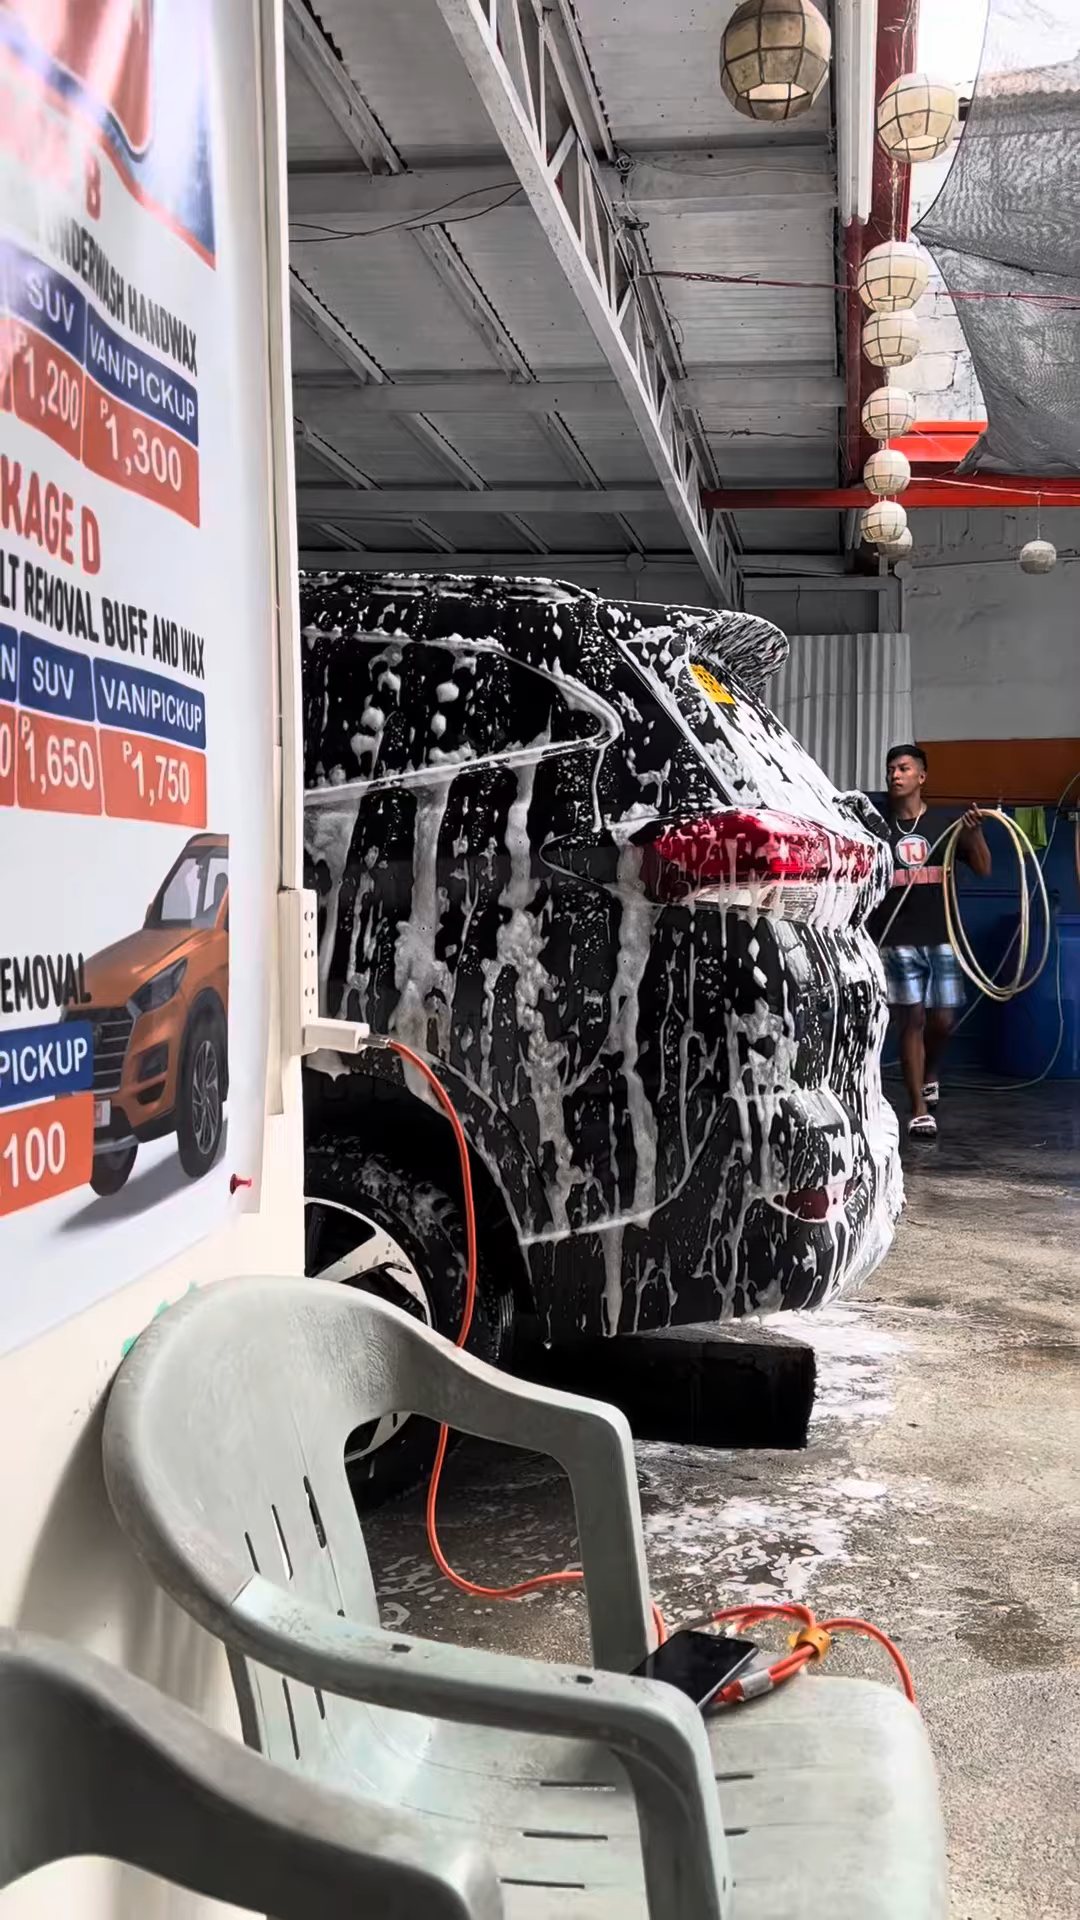 B
UNDERWASH HANDWAX
SUV VAN/PICKUP
₱1,200 ₱1,300
KAGE D
LT REMOVAL BUFF AND WAX
N SUV VAN/PICKUP
0 ₱1,650 ₱1,750
EMOVAL
PICKUP
100
TJ